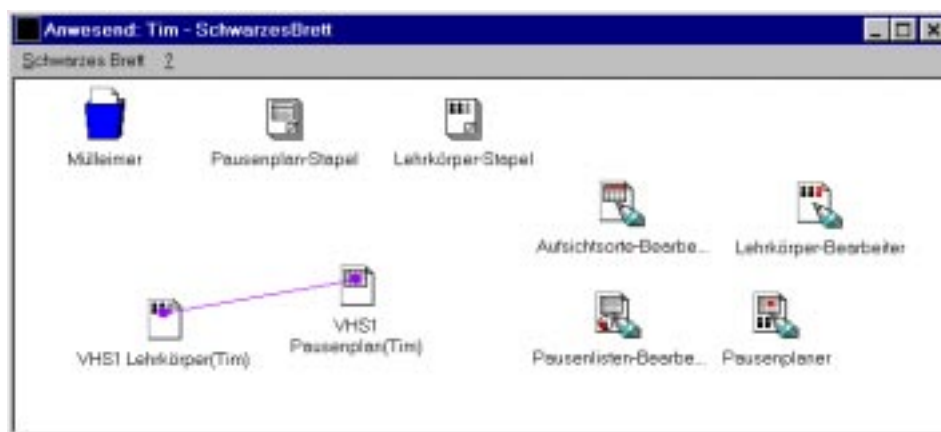 Anwesend: Tim - SchwarzesBrett
Schwarzes Brett ?
Mülleimer
Pausenplan-Stapel
Lehrkörper-Stapel
Aufsichtsorte-Bearbe...
Lehrkörper-Bearbeiter
VHS1 Lehrkörper(Tim)
VHS1
Pausenplan(Tim)
Pausenlisten-Bearbe...
Pausenplaner